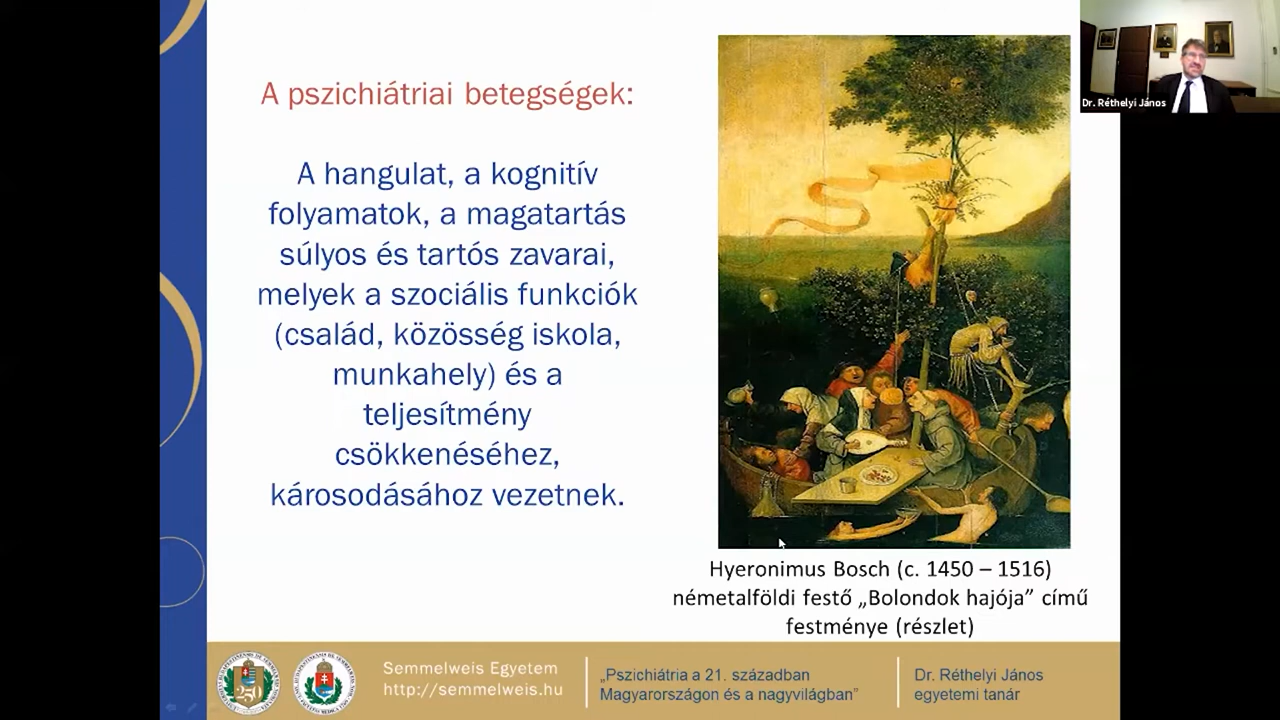 A pszichiátriai betegségek:
A hangulat, a kognitív
folyamatok, a magatartás
súlyos és tartós zavarai,
melyek a szociális funkciók
(család, közösség iskola,
munkahely) és a
teljesítmény
csökkenéséhez,
károsodásához vezetnek.
Dr. Réthelyi János
Hyeronimus Bosch (c. 1450 – 1516)
németalföldi festő „Bolondok hajója” című
festménye (részlet)
250
Semmelweis Egyetem
http://semmelweis.hu
„Pszichiátria a 21. században
Magyarországon és a nagyvilágban”
Dr. Réthelyi János
egyetemi tanár